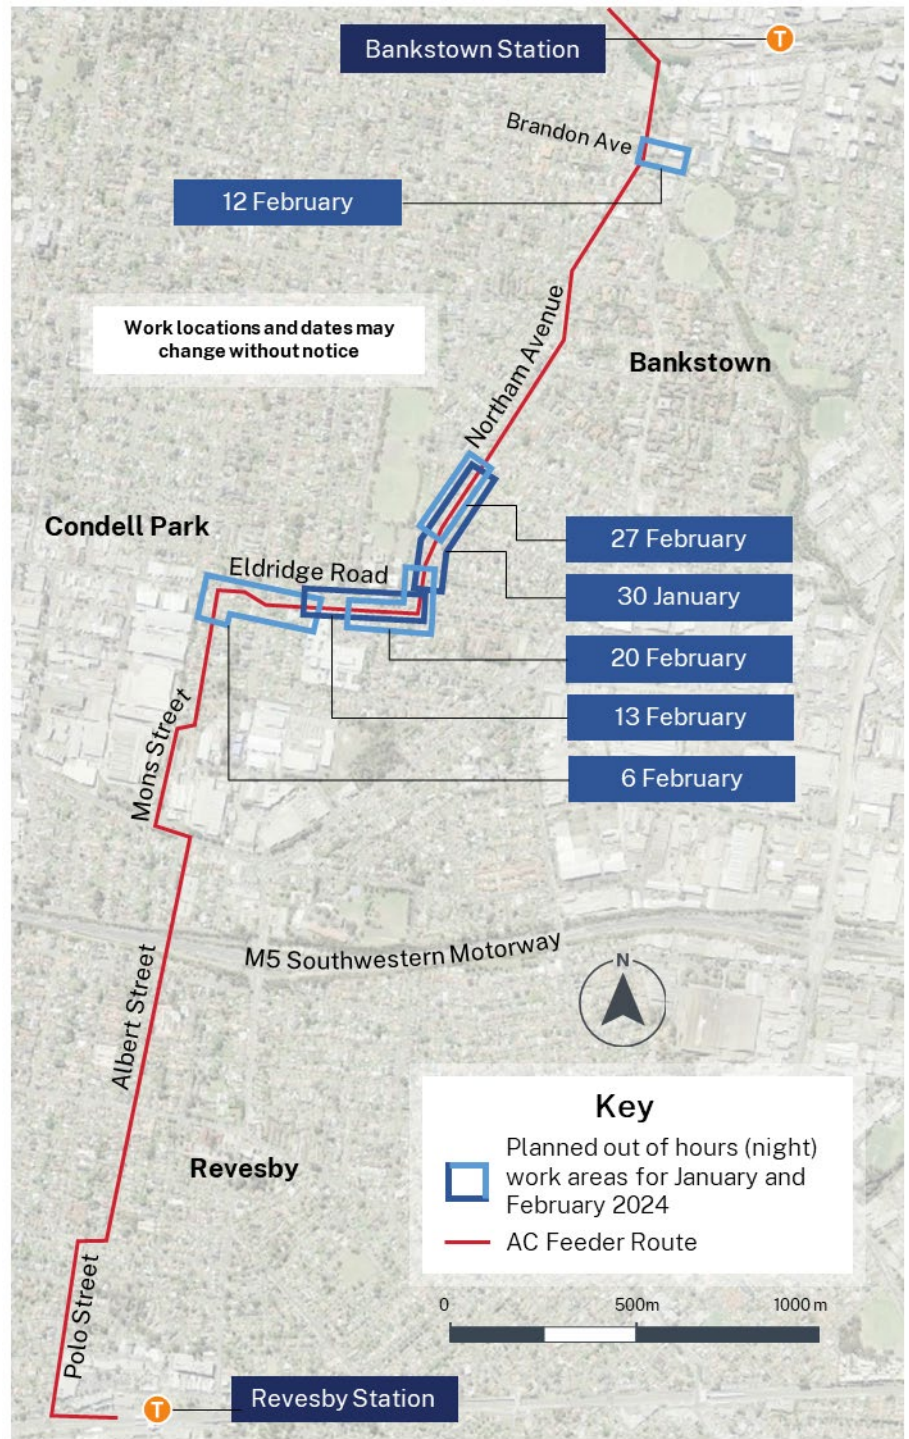 Bankstown Station
T
Brandon Ave
12 February
Work locations and dates may
change without notice
Northam Avenue
Bankstown
Condell Park
27 February
Eldridge Road
30 January
20 February
13 February
Mons Street
6 February
M5 Southwestern Motorway
N
Albert Street
Key
Planned out of hours (night)
work areas for January and
February 2024
AC Feeder Route
Revesby
0 500m 1000 m
Polo Street
T
Revesby Station